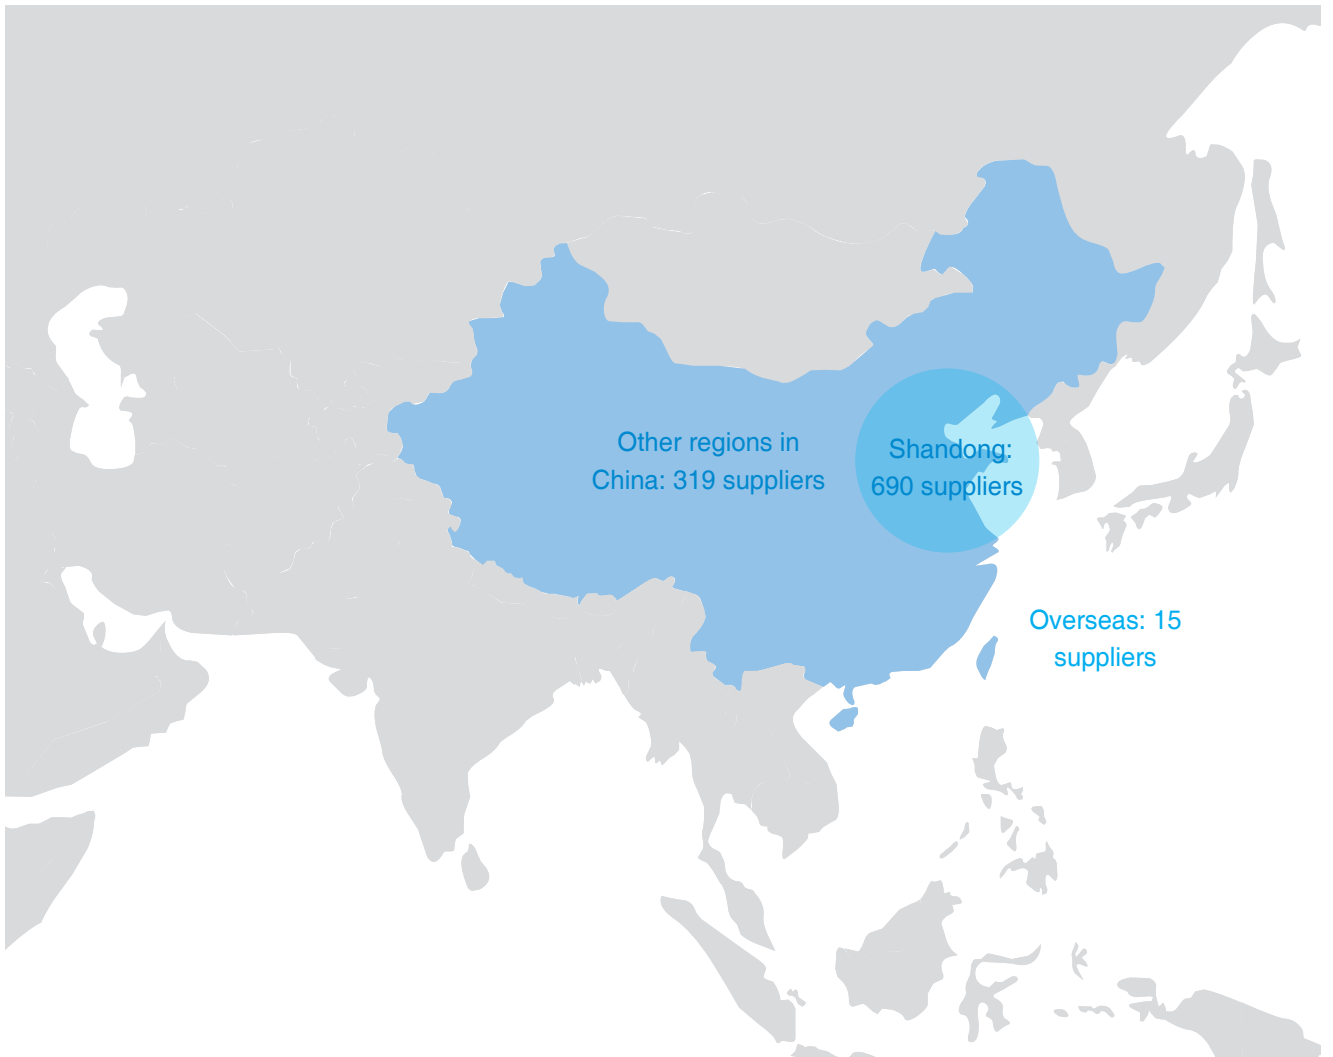 Other regions in
China: 319 suppliers
Shandong:
690 suppliers
Overseas: 15
suppliers